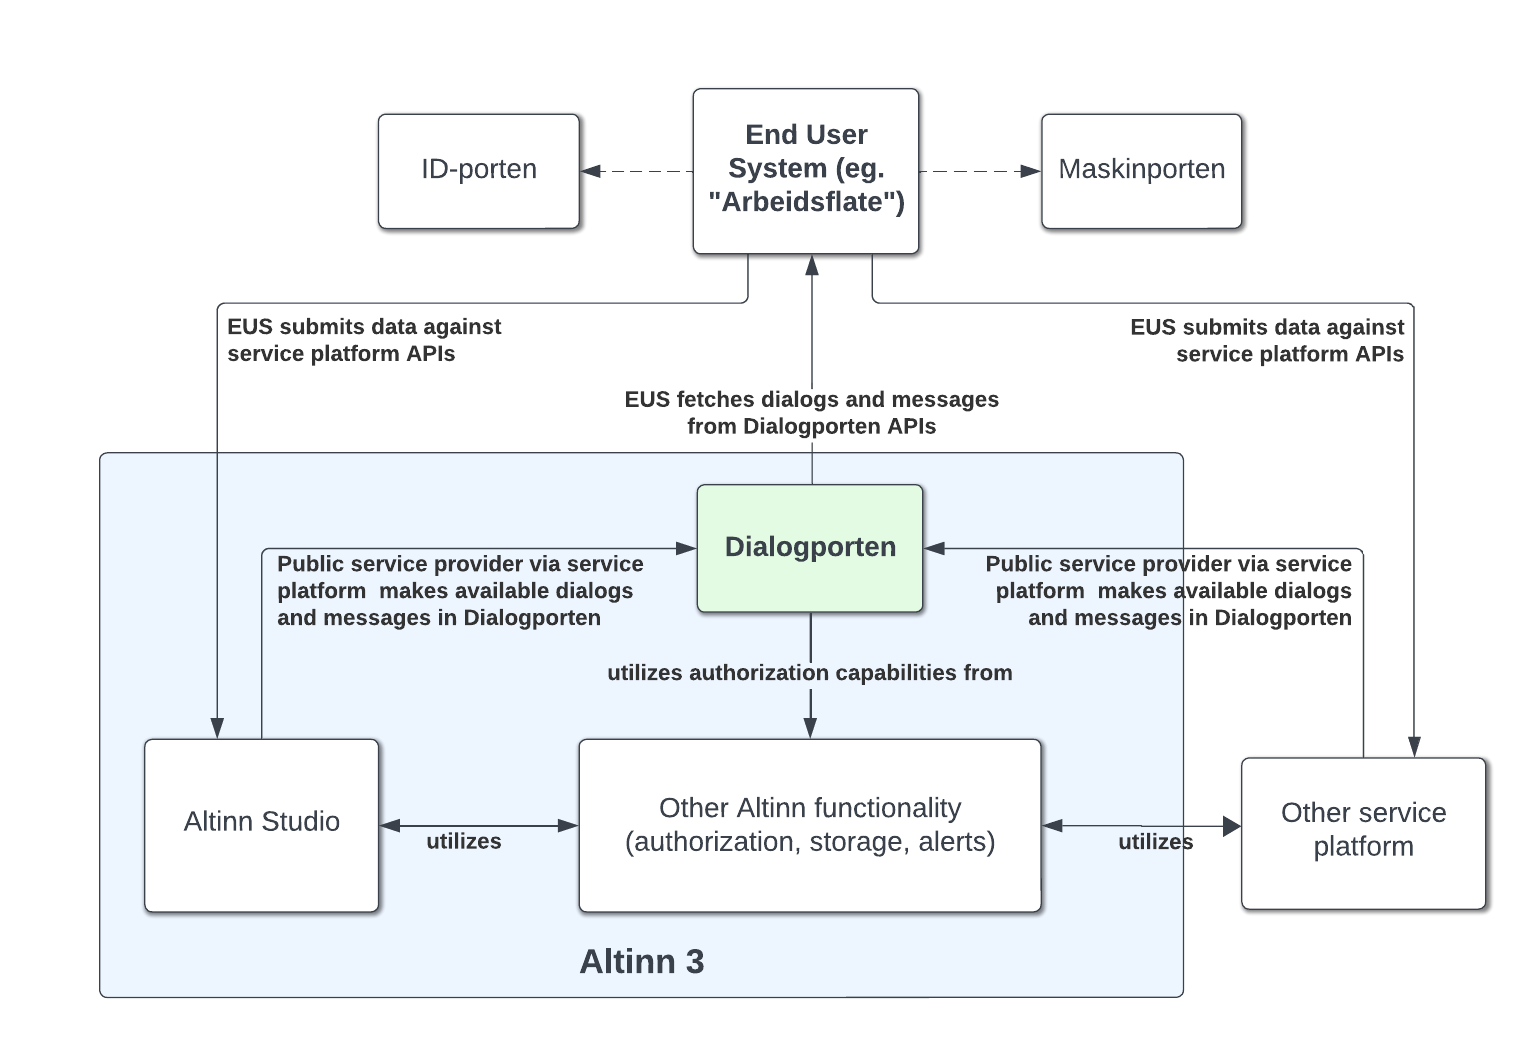 ID-porten
End User
System (eg.
"Arbeidsflate")
Maskinporten
EUS submits data against
service platform APIs
EUS submits data against
service platform APIs
EUS fetches dialogs and messages
from Dialogporten APIs
Dialogporten
Public service provider via service
platform  makes available dialogs
and messages in Dialogporten
Public service provider via service
platform  makes available dialogs
and messages in Dialogporten
utilizes authorization capabilities from
Altinn Studio
utilizes
Other Altinn functionality
(authorization, storage, alerts)
utilizes
Other service
platform
Altinn 3